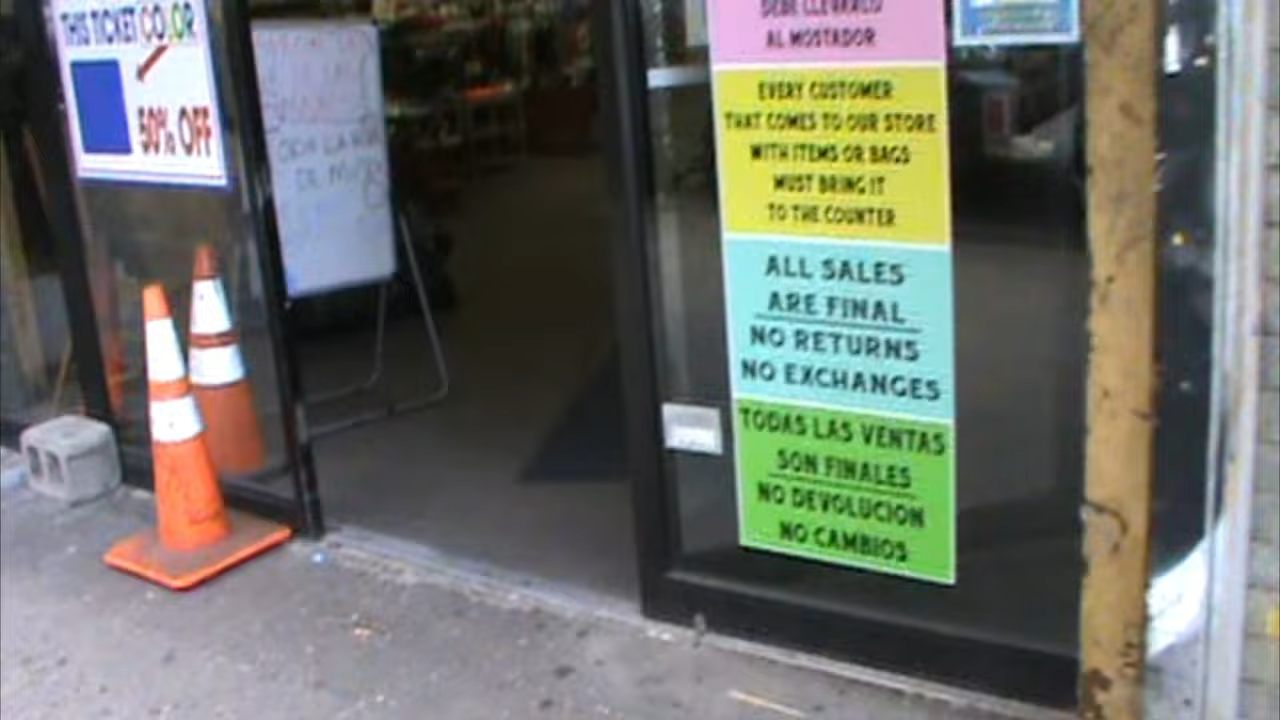 THIS TICKET COLOR
50% OFF
DEBE LLEVARLO
AL MOSTADOR
EVERY CUSTOMER
THAT COMES TO OUR STORE
WITH ITEMS OR BAGS
MUST BRING IT
TO THE COUNTER
ALL SALES
ARE FINAL
NO RETURNS
NO EXCHANGES
TODAS LAS VENTAS
SON FINALES
NO DEVOLUCION
NO CAMBIOS